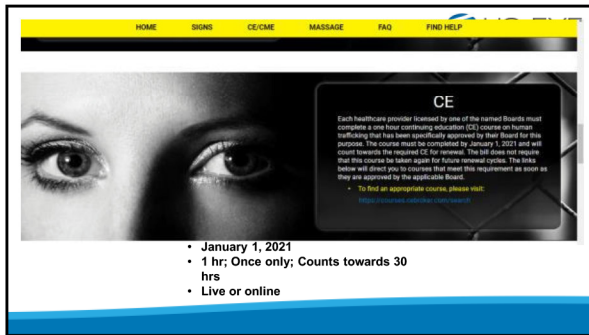 HOME SIGNS CE/CME MASSAGE FAQ FIND HELP
CE
Each healthcare provider licensed by one of the named Boards must
complete a one hour continuing education (CE) course on human
trafficking that has been specifically approved by their Board for this
purpose. The course must be completed by January 1, 2021 and will
count towards the required CE for renewal. The bill does not require
that this course be taken again for future renewal cycles. The links
below will direct you to courses that meet this requirement as soon as
they are approved by the applicable Board.
• To find an appropriate course, please visit:
https://courses.cebroker.com/search
• January 1, 2021
• 1 hr; Once only; Counts towards 30
hrs
• Live or online